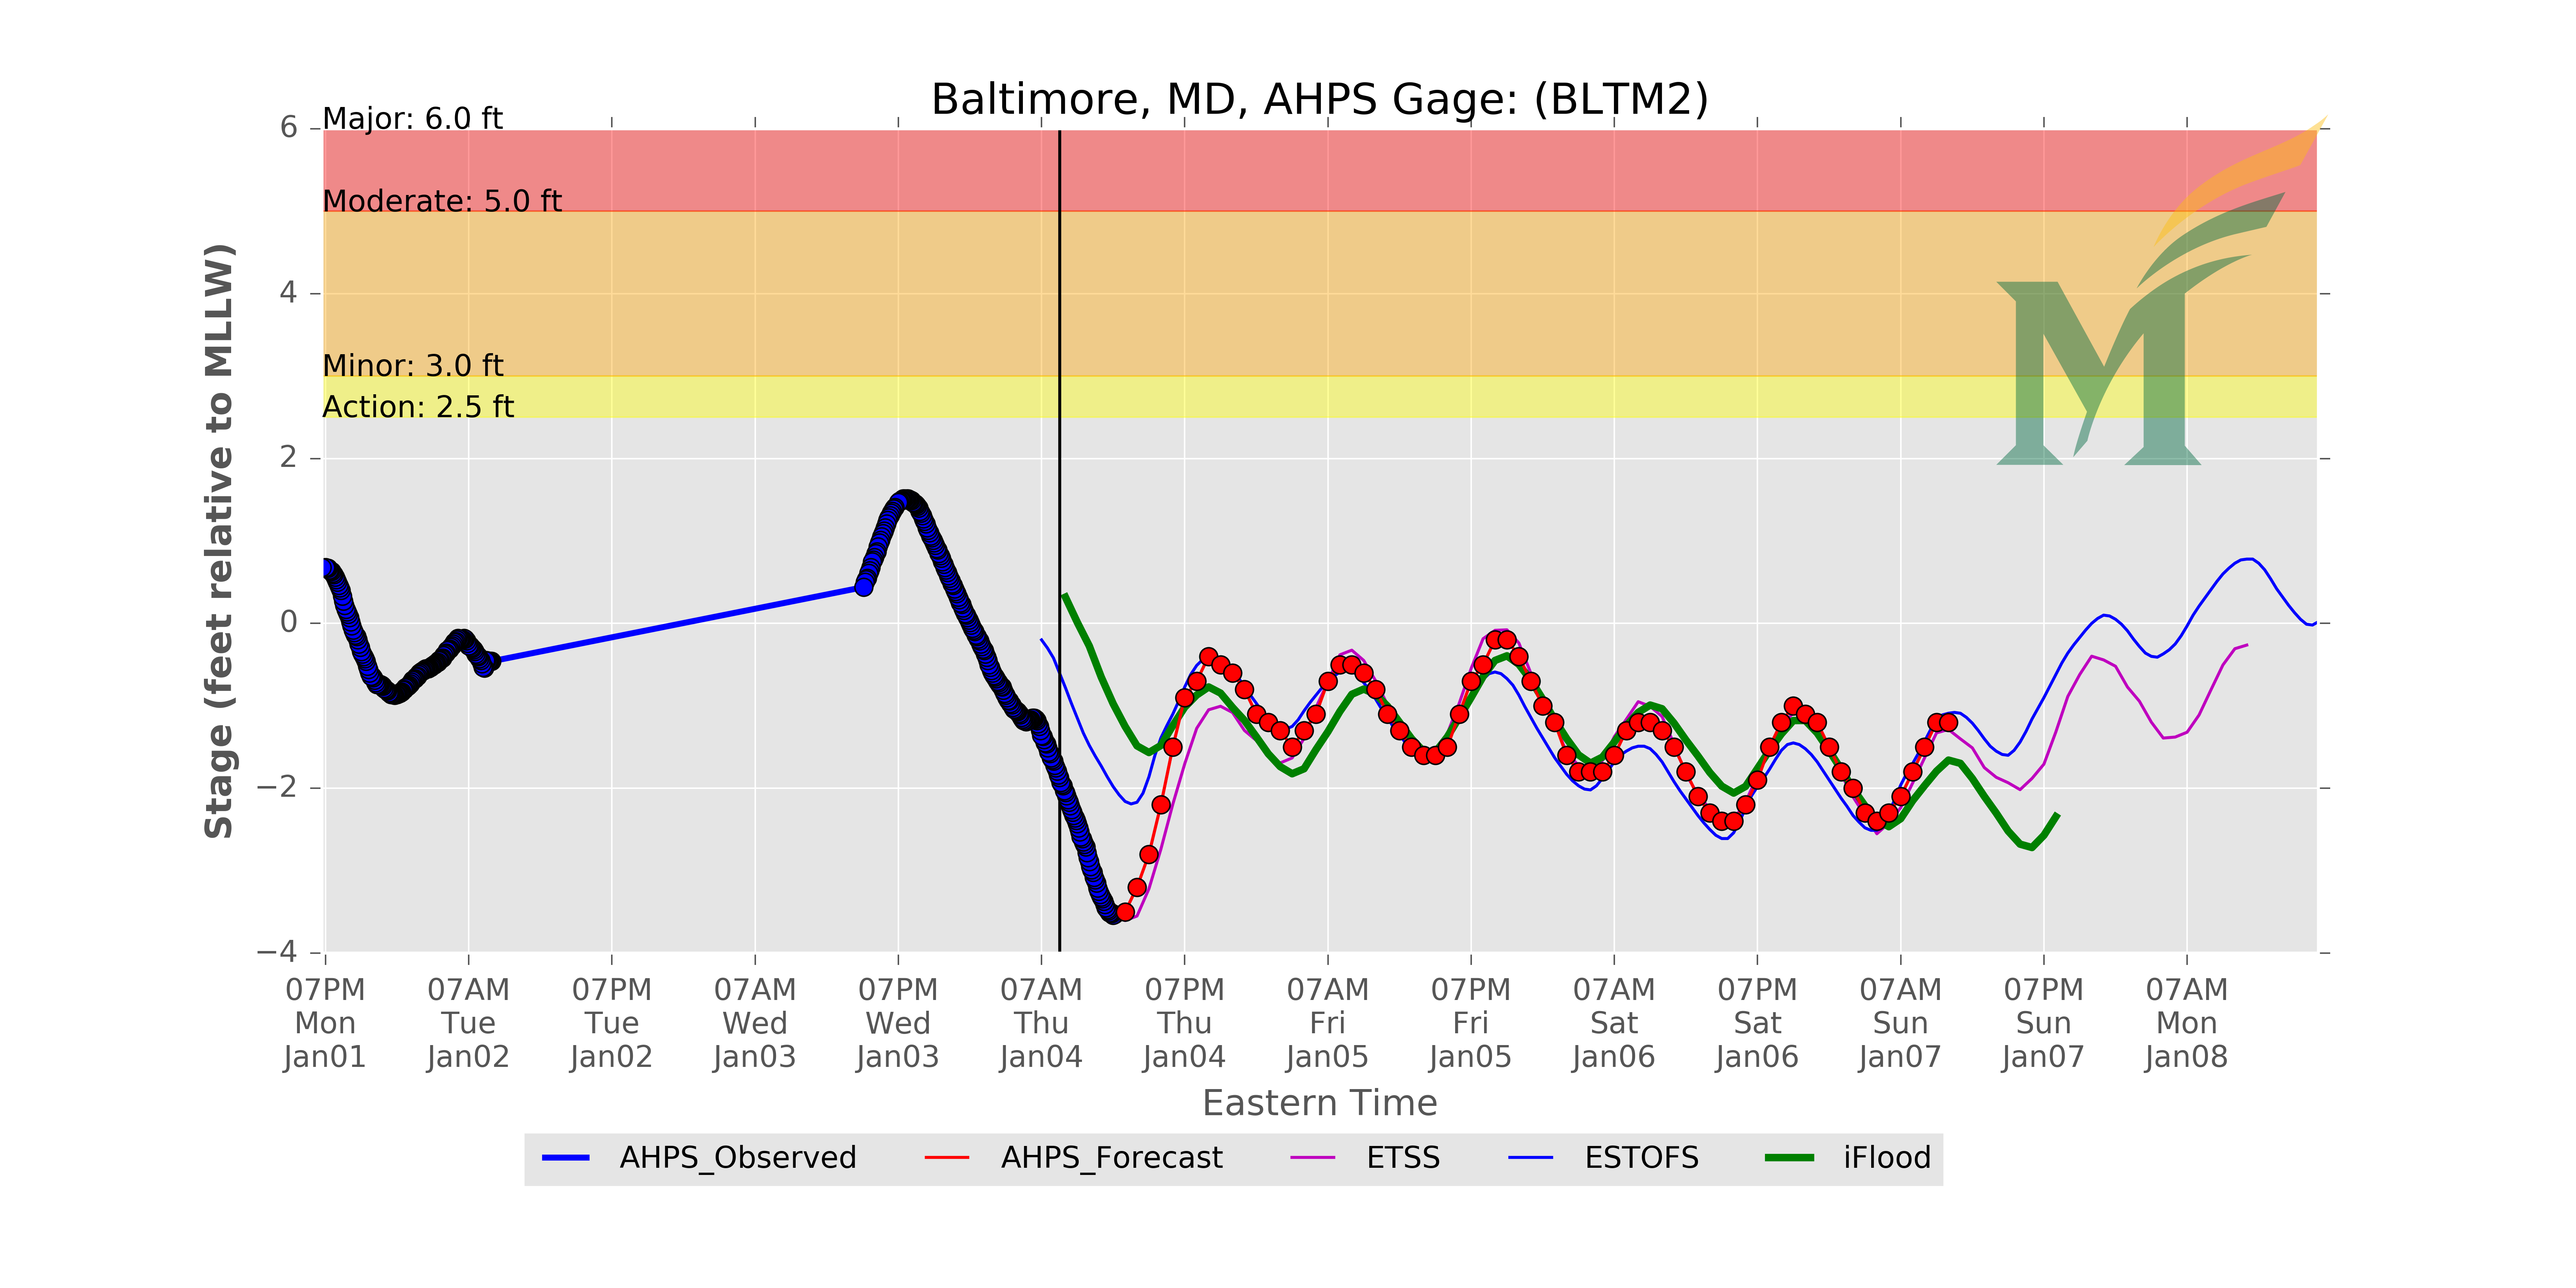 Baltimore, MD, AHPS Gage: (BLTM2)
Major: 6.0 ft
Moderate: 5.0 ft
Minor: 3.0 ft
Action: 2.5 ft
Stage (feet relative to MLLW)
6
4
2
0
−2
−4
07PM 07AM 07PM 07AM 07PM 07AM 07PM 07AM 07PM 07AM 07PM 07AM 07PM 07AM
Mon Tue Tue Wed Wed Thu Thu Fri Fri Sat Sat Sun Sun Mon
Jan01 Jan02 Jan02 Jan03 Jan03 Jan04 Jan04 Jan05 Jan05 Jan06 Jan06 Jan07 Jan07 Jan08
Eastern Time
AHPS_Observed AHPS_Forecast ETSS ESTOFS iFlood
M